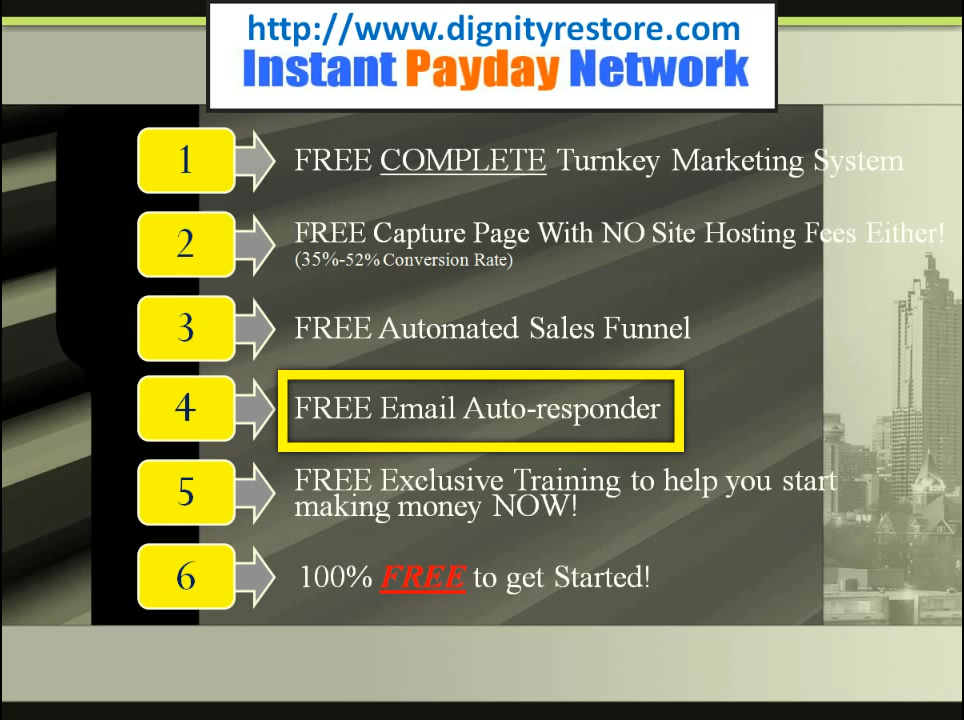 http://www.dignityrestore.com
Instant Payday Network
1
FREE COMPLETE Turnkey Marketing System
2
FREE Capture Page With NO Site Hosting Fees Either!
(35%-52% Conversion Rate)
3
FREE Automated Sales Funnel
4
FREE Email Auto-responder
5
FREE Exclusive Training to help you start
making money NOW!
6
100% FREE to get Started!